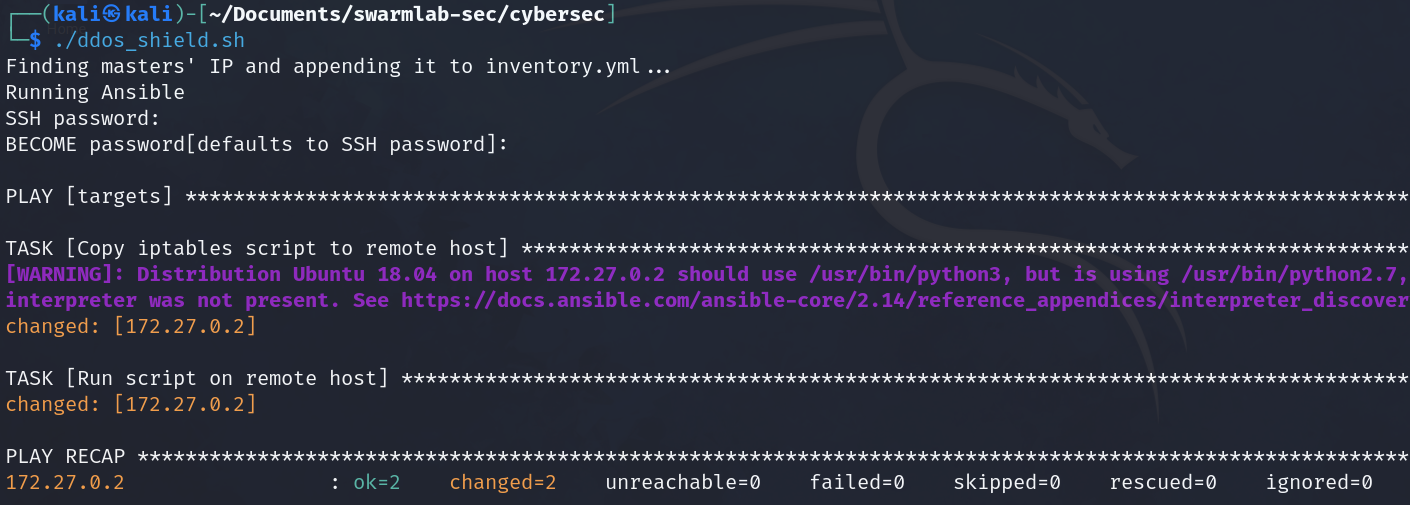 ┌──(kali㉿kali)-[~/Documents/swarmlab-sec/cybersec]
└─$ ./ddos_shield.sh
Finding masters' IP and appending it to inventory.yml...
Running Ansible
SSH password:
BECOME password[defaults to SSH password]:
PLAY [targets] *******************************************************************************************************
TASK [Copy iptables script to remote host] ***************************************************************************
[WARNING]: Distribution Ubuntu 18.04 on host 172.27.0.2 should use /usr/bin/python3, but is using /usr/bin/python2.7,
interpreter was not present. See https://docs.ansible.com/ansible-core/2.14/reference_appendices/interpreter_discover
changed: [172.27.0.2]
TASK [Run script on remote host] *************************************************************************************
changed: [172.27.0.2]
PLAY RECAP ***********************************************************************************************************
172.27.0.2                 : ok=2    changed=2    unreachable=0    failed=0    skipped=0    rescued=0    ignored=0